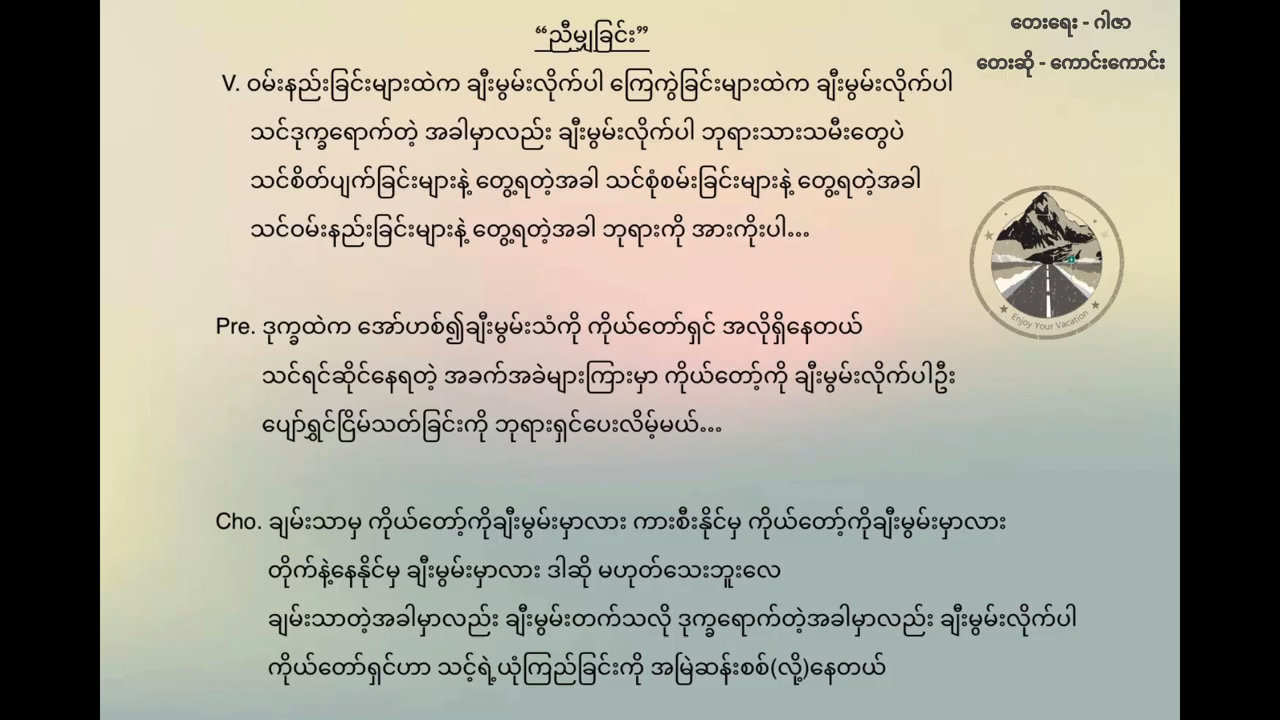 “ညီမျှခြင်း”
တေးရေး - ဂါဇာ
တေးဆို - ကောင်းကောင်း
V. ဝမ်းနည်းခြင်းများထဲက ချီးမွမ်းလိုက်ပါ ကြေကွဲခြင်းများထဲက ချီးမွမ်းလိုက်ပါ
သင်ဒုက္ခရောက်တဲ့ အခါမှာလည်း ချီးမွမ်းလိုက်ပါ ဘုရားသားသမီးတွေပဲ
သင်စိတ်ပျက်ခြင်းများနဲ့ တွေ့ရတဲ့အခါ သင်စုံစမ်းခြင်းများနဲ့ တွေ့ရတဲ့အခါ
သင်ဝမ်းနည်းခြင်းများနဲ့ တွေ့ရတဲ့အခါ ဘုရားကို အားကိုးပါ...
Enjoy Your Vacation
Pre. ဒုက္ခထဲက အော်ဟစ်၍ချီးမွမ်းသံကို ကိုယ်တော်ရှင် အလိုရှိနေတယ်
သင်ရင်ဆိုင်နေရတဲ့ အခက်အခဲများကြားမှာ ကိုယ်တော့်ကို ချီးမွမ်းလိုက်ပါဦး
ပျော်ရွှင်ငြိမ်သတ်ခြင်းကို ဘုရားရှင်ပေးလိမ့်မယ်...
Cho. ချမ်းသာမှ ကိုယ်တော့်ကိုချီးမွမ်းမှာလား ကားစီးနိုင်မှ ကိုယ်တော့်ကိုချီးမွမ်းမှာလား
တိုက်နဲ့နေနိုင်မှ ချီးမွမ်းမှာလား ဒါဆို မဟုတ်သေးဘူးလေ
ချမ်းသာတဲ့အခါမှာလည်း ချီးမွမ်းတက်သလို ဒုက္ခရောက်တဲ့အခါမှာလည်း ချီးမွမ်းလိုက်ပါ
ကိုယ်တော်ရှင်ဟာ သင့်ရဲ့ယုံကြည်ခြင်းကို အမြဲဆန်းစစ်(လို့)နေတယ်